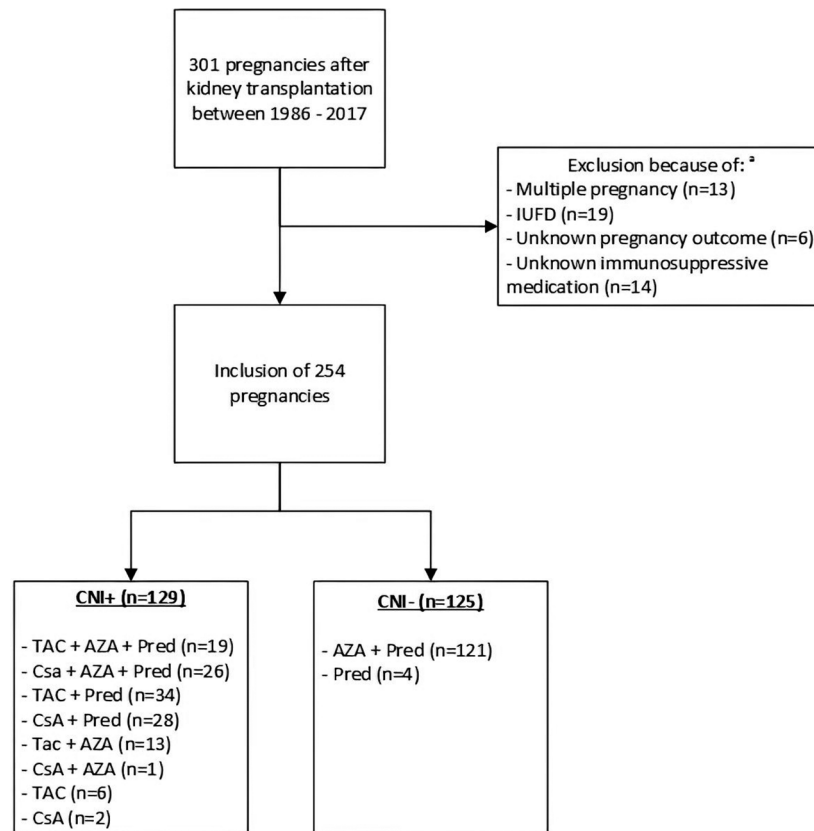 301 pregnancies after
kidney transplantation
between 1986 - 2017
Exclusion because of: a
- Multiple pregnancy (n=13)
- IUFD (n=19)
- Unknown pregnancy outcome (n=6)
- Unknown immunosuppressive
medication (n=14)
Inclusion of 254
pregnancies
CNI+ (n=129)
- TAC + AZA + Pred (n=19)
- Csa + AZA + Pred (n=26)
- TAC + Pred (n=34)
- CsA + Pred (n=28)
- Tac + AZA (n=13)
- CsA + AZA (n=1)
- TAC (n=6)
- CsA (n=2)
CNI- (n=125)
- AZA + Pred (n=121)
- Pred (n=4)